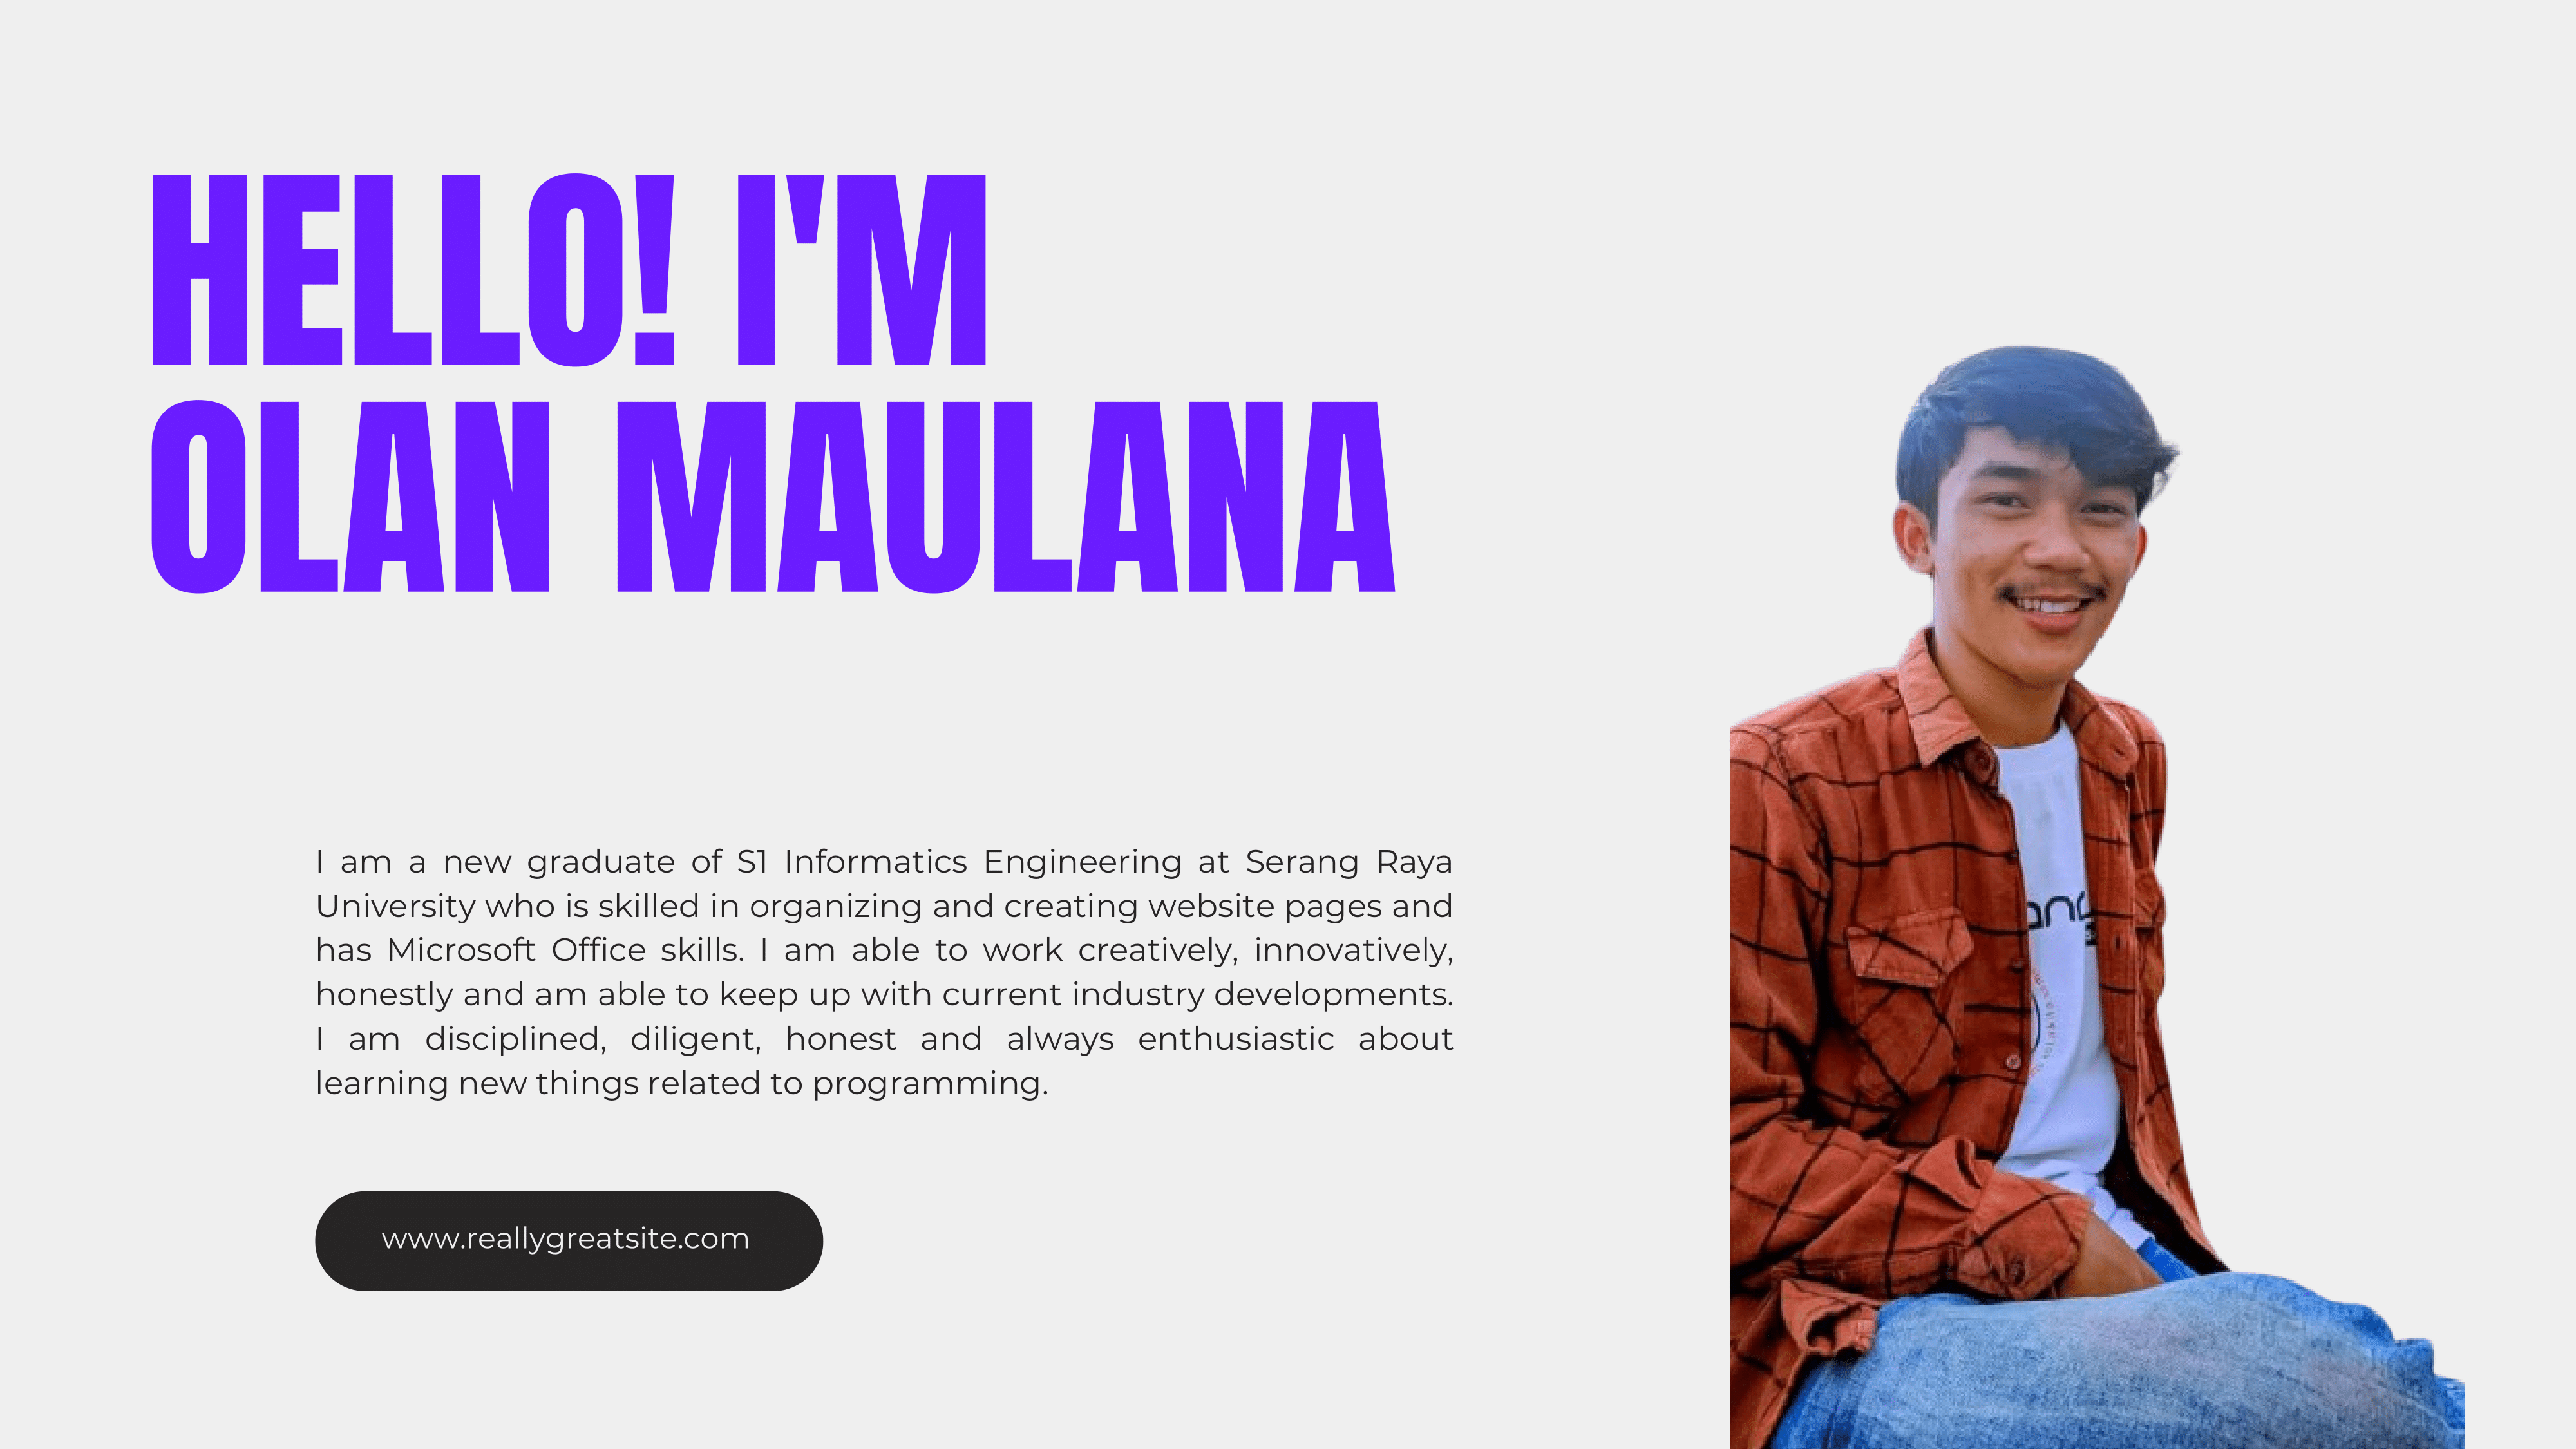 HELLO! I'M
OLAN MAULANA
I am a new graduate of S1 Informatics Engineering at Serang Raya
University who is skilled in organizing and creating website pages and
has Microsoft Office skills. I am able to work creatively, innovatively,
honestly and am able to keep up with current industry developments.
I am disciplined, diligent, honest and always enthusiastic about
learning new things related to programming.
www.reallygreatsite.com